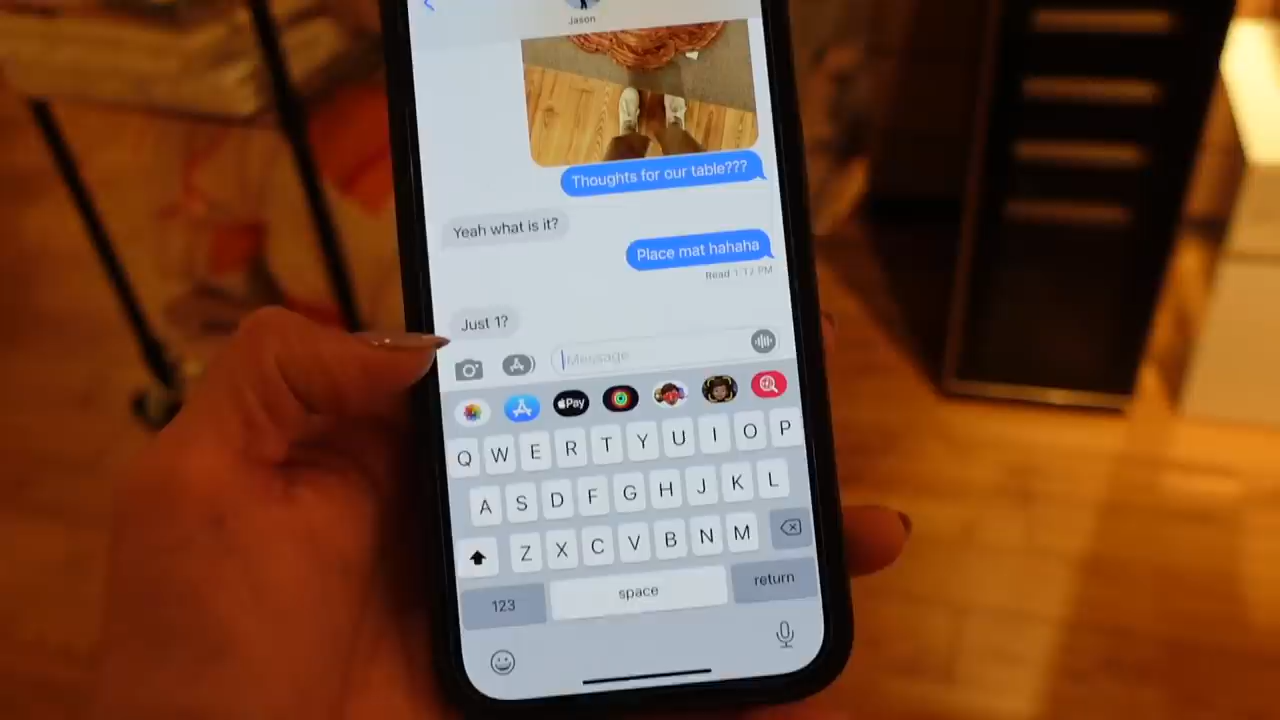 Jason
Thoughts for our table???
Yeah what is it?
Place mat hahaha
Read 1:12 PM
Just 1?
Message
Pay
Q W E R T Y U I O P
A S D F G H J K L
Z X C V B N M
123 space return